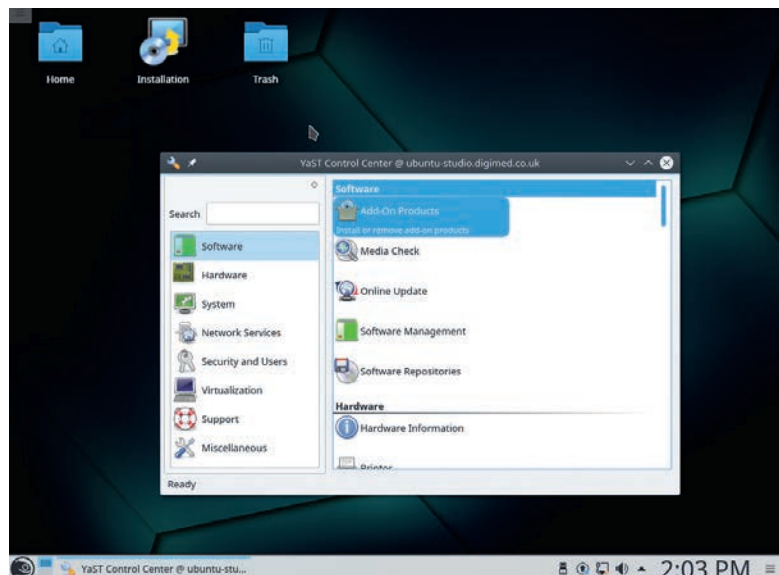 Home
Installation
Trash
YaST Control Center @ ubuntu-studio.digimed.co.uk
Search
Software
Hardware
System
Network Services
Security and Users
Virtualization
Support
Miscellaneous
Software
Add-On Products
Install or remove add-on products
Media Check
Online Update
Software Management
Software Repositories
Hardware
Hardware Information
Printer
Ready
YaST Control Center @ ubuntu-stu...
2:03 PM